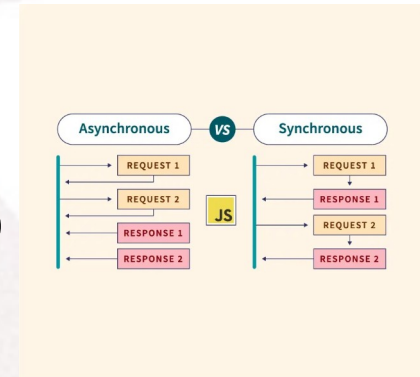 Asynchronous VS Synchronous
REQUEST 1
REQUEST 2
RESPONSE 1
RESPONSE 2
JS
REQUEST 1
RESPONSE 1
REQUEST 2
RESPONSE 2